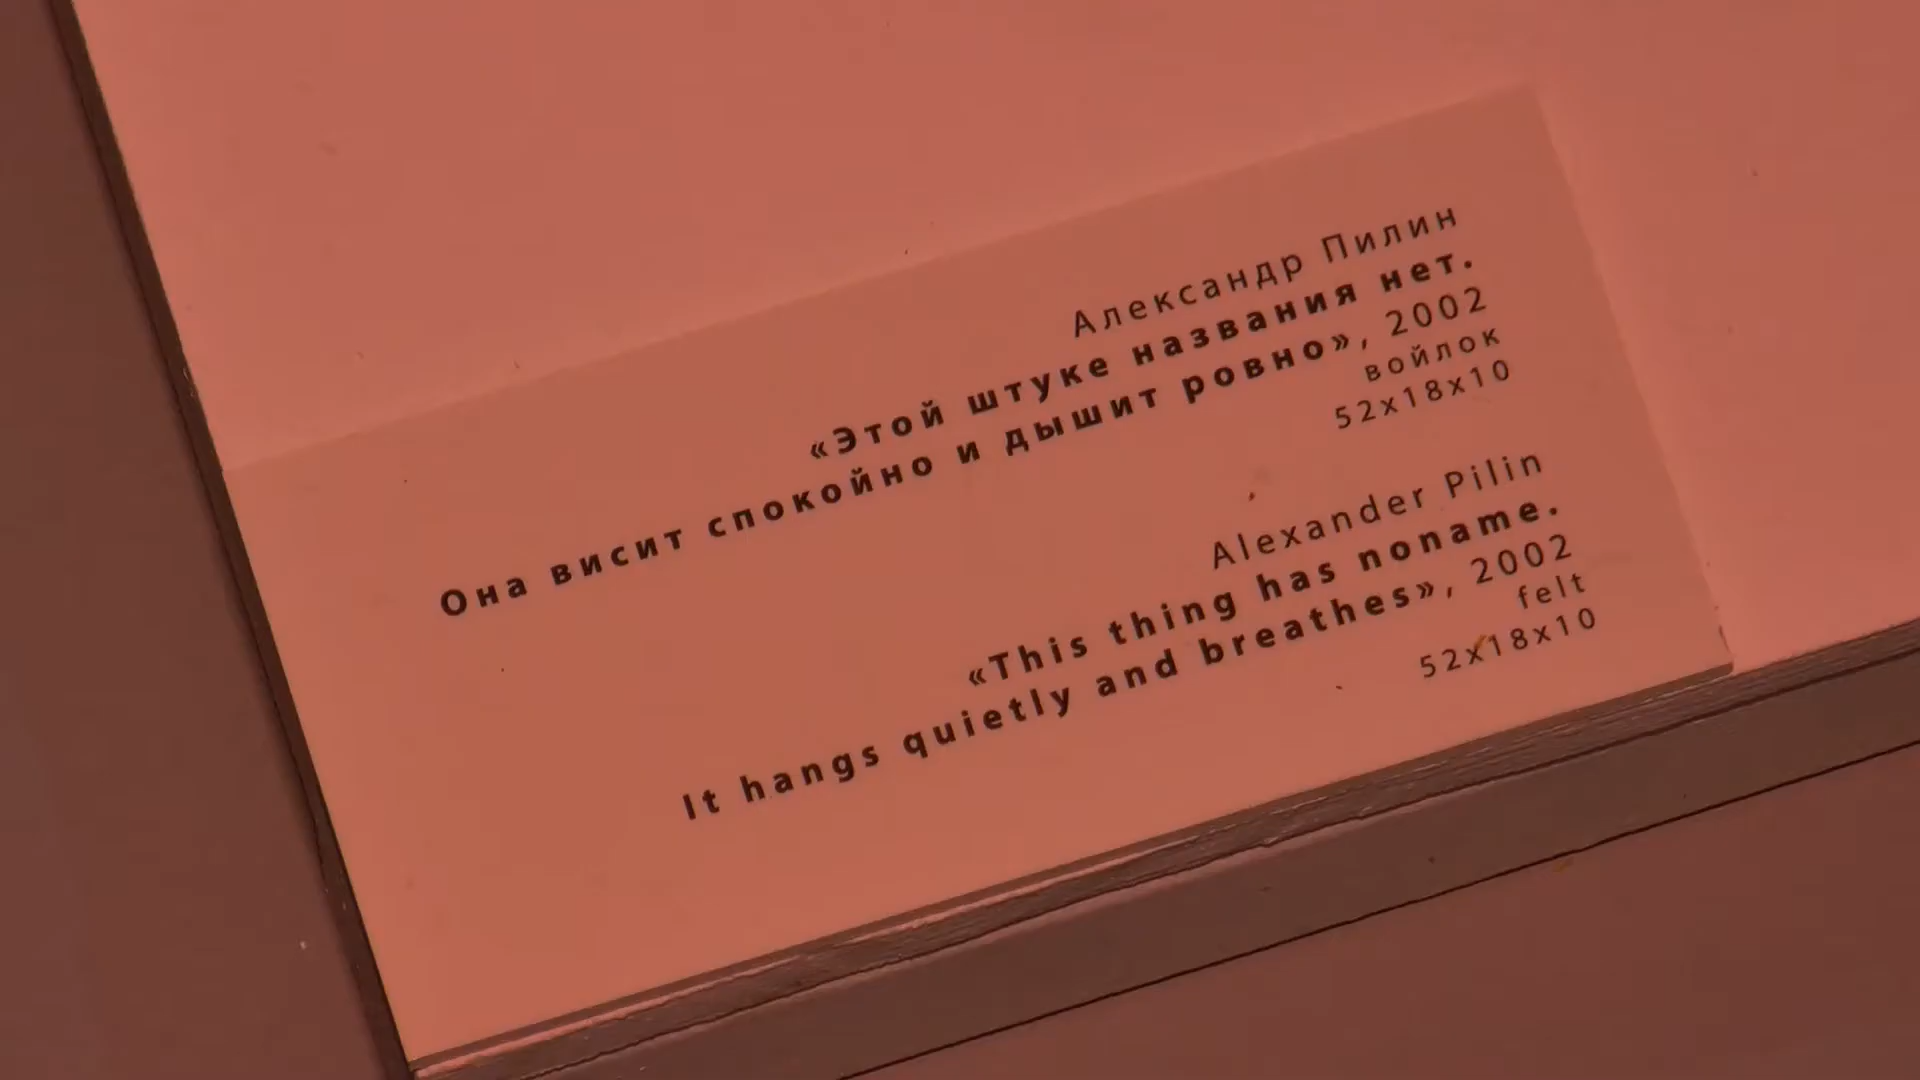 Александр Пилин
«Этой штуке названия нет.
Она висит спокойно и дышит ровно», 2002
войлок
52x18x10
Alexander Pilin
«This thing has noname.
It hangs quietly and breathes», 2002
felt
52x18x10